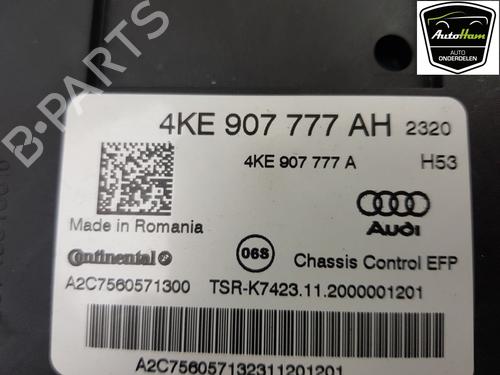 AutoHam
AUTO
ONDERDELEN
B-PARTS
4KE 907 777 AH 2320
4KE 907 777 A H53
Made in Romania
Audi
Continental
06S
Chassis Control EFP
A2C7560571300 TSR-K7423.11.2000001201
A2C756057132311201201